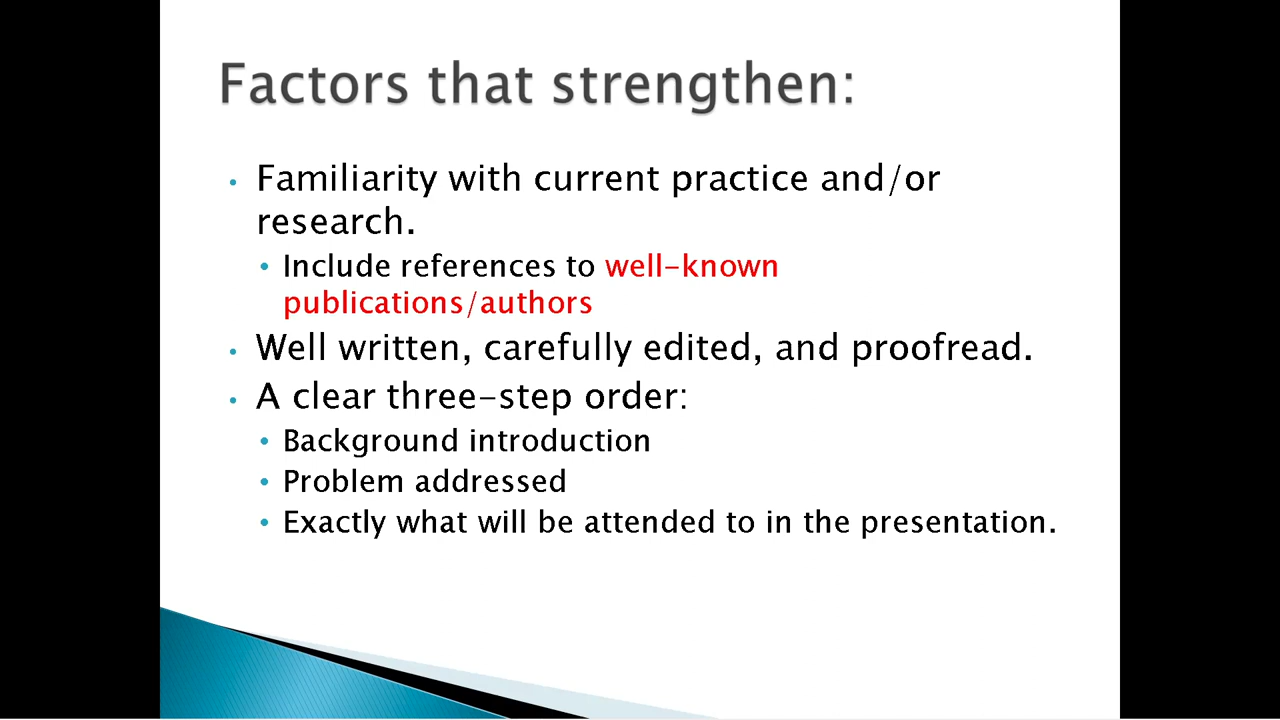 Factors that strengthen:
• Familiarity with current practice and/or
research.
• Include references to well-known
publications/authors
• Well written, carefully edited, and proofread.
• A clear three-step order:
• Background introduction
• Problem addressed
• Exactly what will be attended to in the presentation.